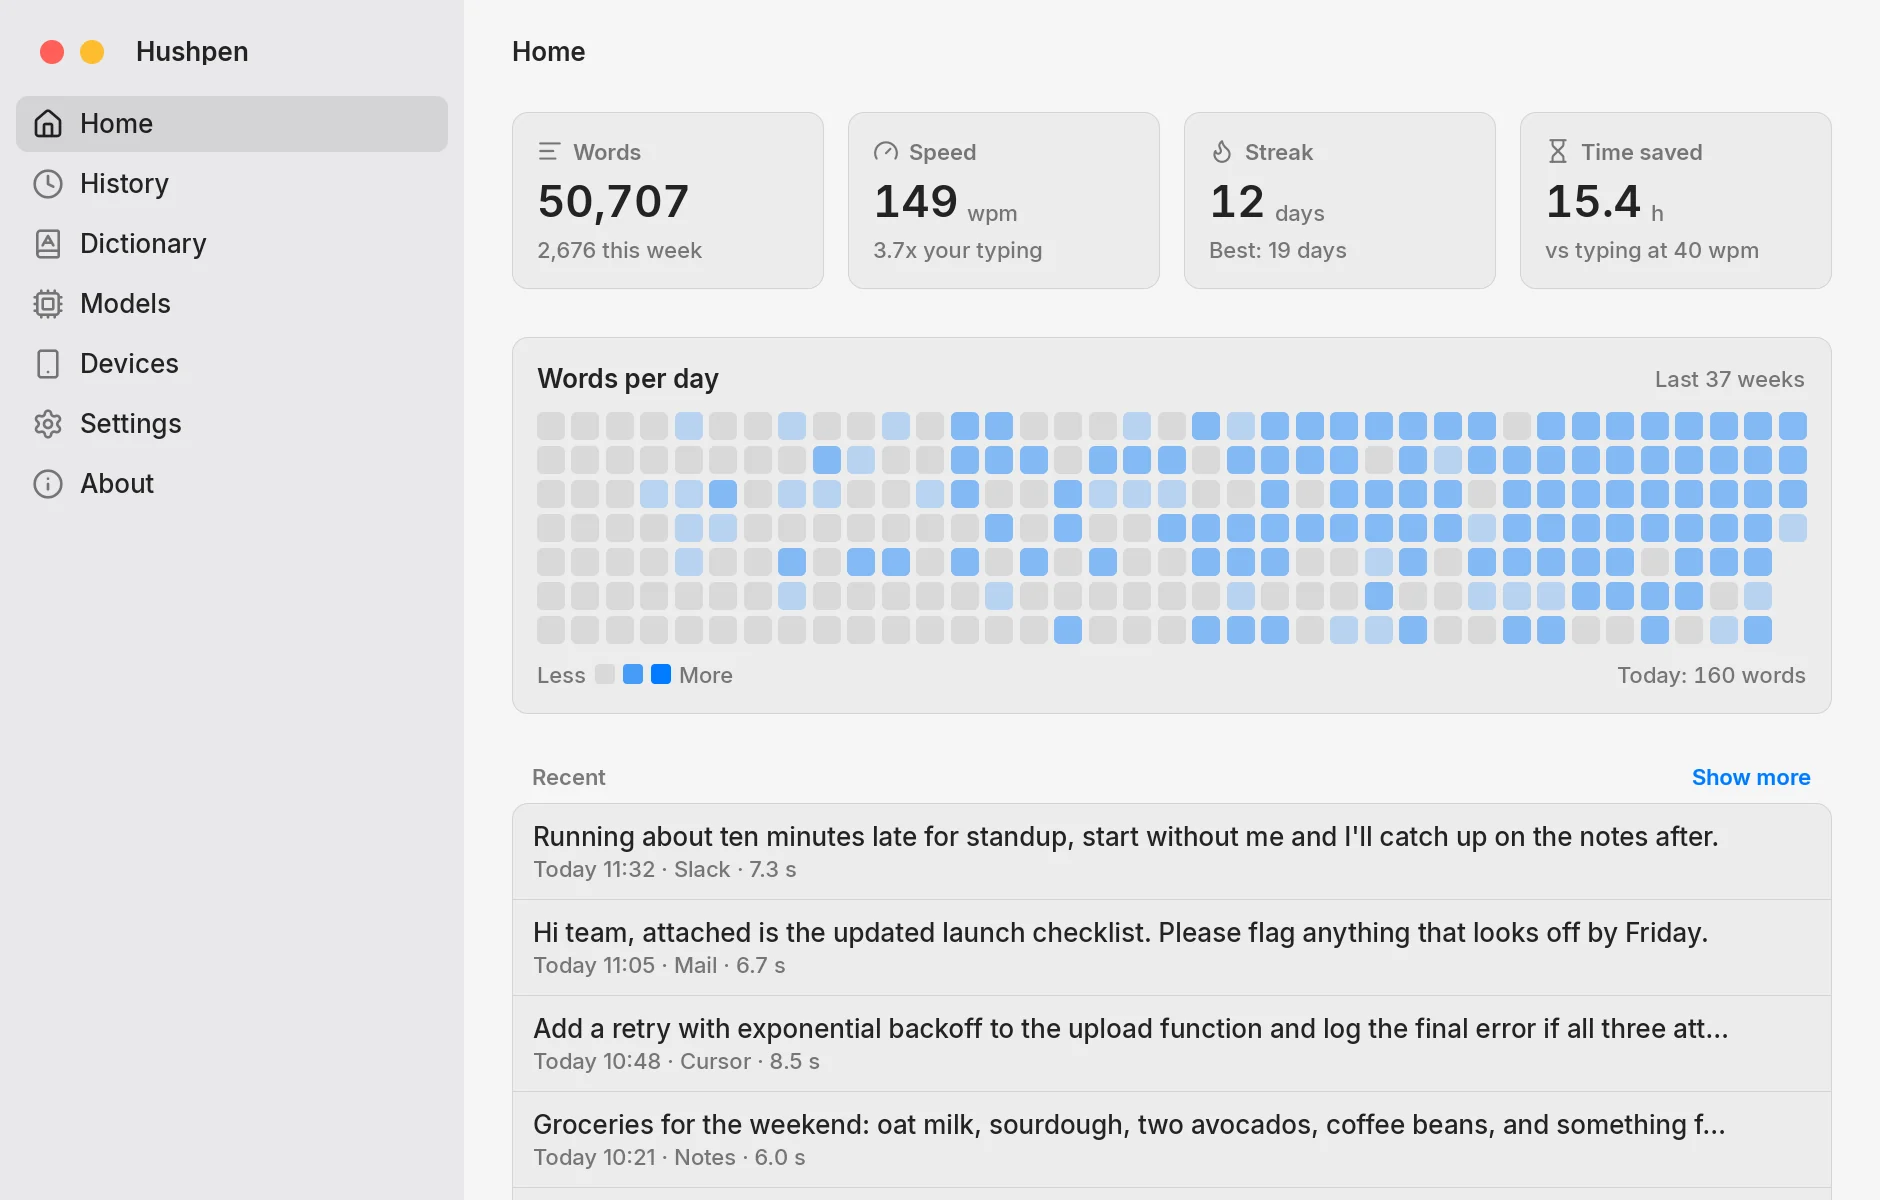 Hushpen
Home
History
Dictionary
Models
Devices
Settings
About
Home
Words
50,707
2,676 this week
Speed
149 wpm
3.7x your typing
Streak
12 days
Best: 19 days
Time saved
15.4 h
vs typing at 40 wpm
Words per day
Last 37 weeks
Less More
Today: 160 words
Recent
Show more
Running about ten minutes late for standup, start without me and I'll catch up on the notes after.
Today 11:32 · Slack · 7.3 s
Hi team, attached is the updated launch checklist. Please flag anything that looks off by Friday.
Today 11:05 · Mail · 6.7 s
Add a retry with exponential backoff to the upload function and log the final error if all three att...
Today 10:48 · Cursor · 8.5 s
Groceries for the weekend: oat milk, sourdough, two avocados, coffee beans, and something f...
Today 10:21 · Notes · 6.0 s